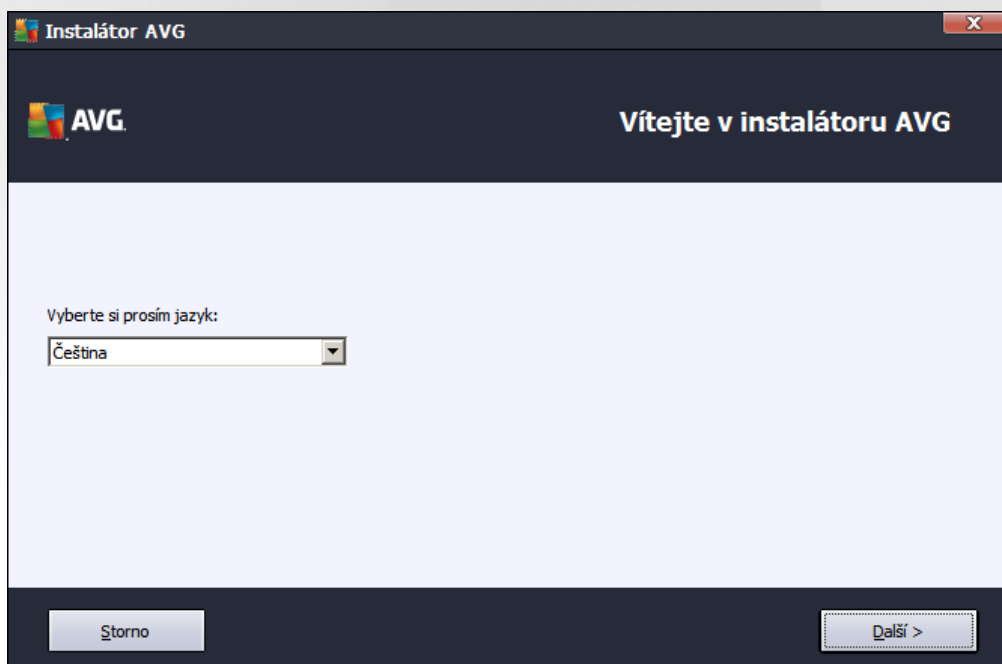 Instalátor AVG
AVG.
Vítejte v instalátoru AVG
Vyberte si prosím jazyk:
Čeština
Storno
Další >